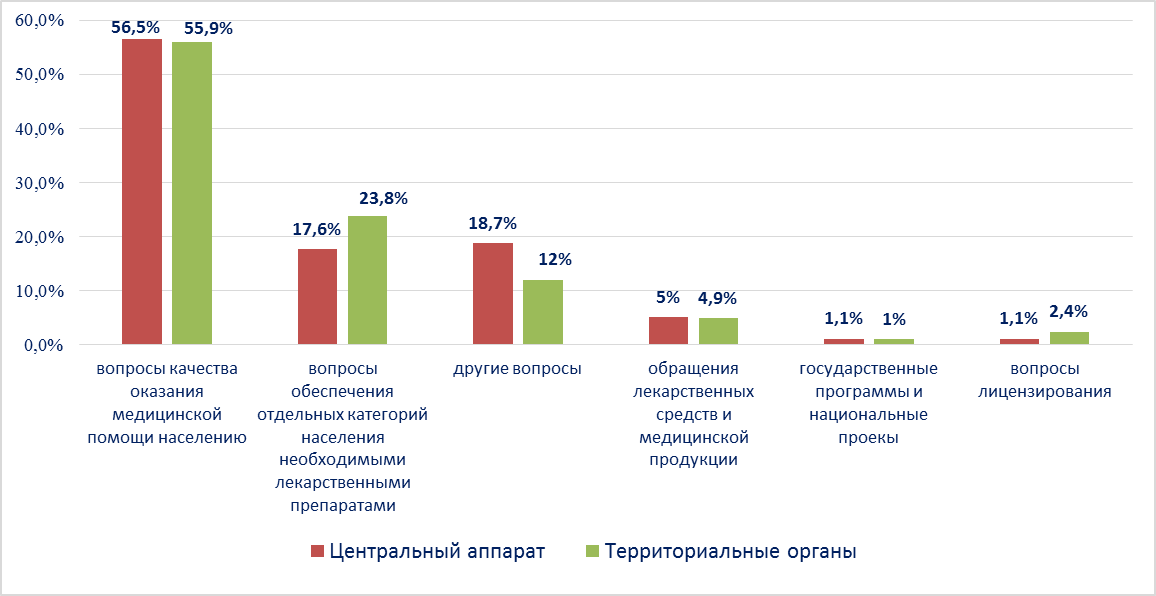 60,0%
50,0%
40,0%
30,0%
20,0%
10,0%
0,0%
56,5%
55,9%
17,6%
23,8%
18,7%
12%
5%
4,9%
1,1%
1%
1,1%
2,4%
вопросы качества
оказания
медицинской
помощи населению
вопросы
обеспечения
отдельных категорий
населения
необходимыми
лекарственными
препаратами
другие вопросы
обращения
лекарственных
средств и
медицинской
продукции
государственные
программы и
национальные
проекы
вопросы
лицензирования
Центральный аппарат
Территориальные органы